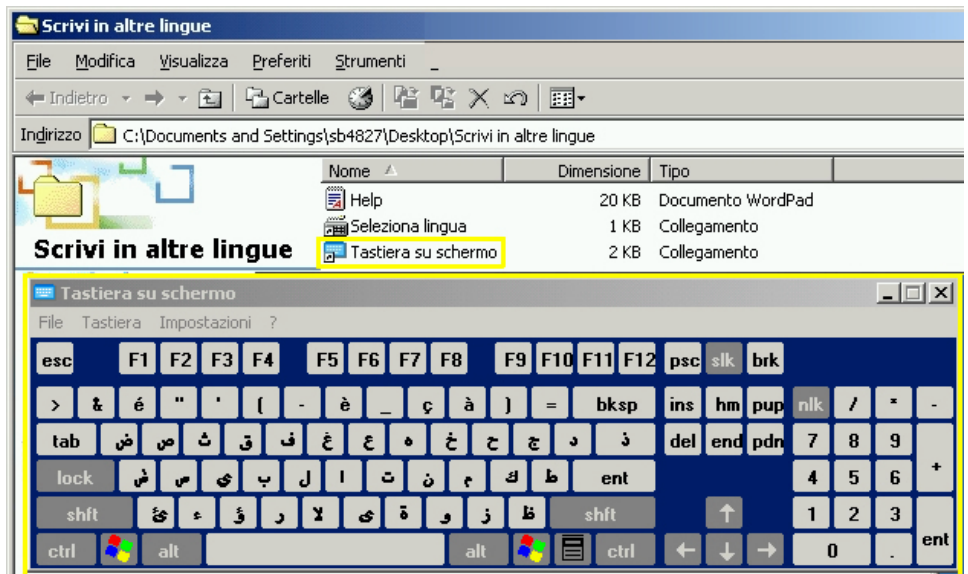 Scrivi in altre lingue
File Modifica Visualizza Preferiti Strumenti
Indietro Cartelle
Indirizzo C:\Documents and Settings\sb4827\Desktop\Scrivi in altre lingue
Nome Dimensione Tipo
Help 20 KB Documento WordPad
Seleziona lingua 1 KB Collegamento
Scrivi in altre lingue
Tastiera su schermo 2 KB Collegamento
Tastiera su schermo
File Tastiera Impostazioni ?
esc F1 F2 F3 F4 F5 F6 F7 F8 F9 F10 F11 F12 psc slk brk
> & é " ' ( - è _ ç à ) = bksp ins hm pup nlk / * -
tab ض ص ث ق ف غ ع ه خ ح ج د ذ del end pdn 7 8 9 +
lock ش س ي ب ل ا ت ن م ك ط ent 4 5 6
shft ئ ء ؤ ر لا ى ة و ز ظ shft ↑ 1 2 3 ent
ctrl alt alt ctrl ← ↓ → 0 .